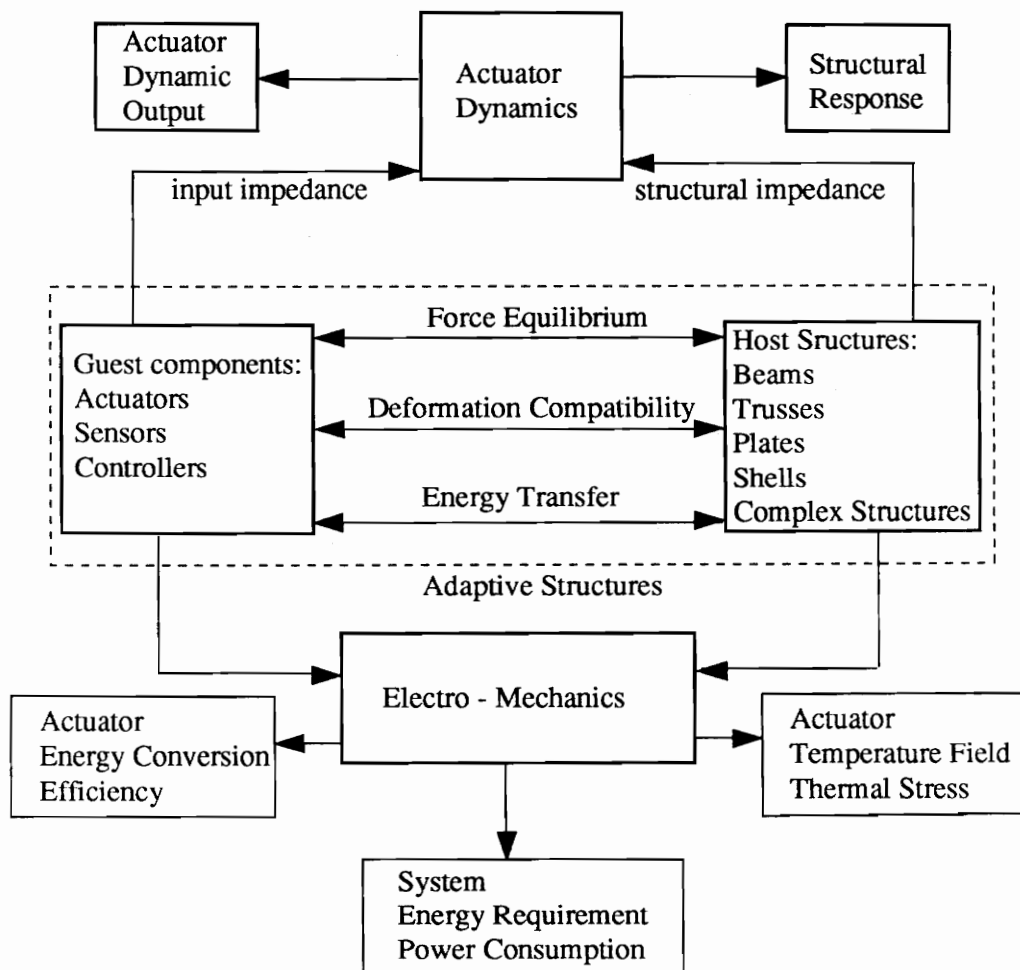 Actuator
Dynamic
Output
Actuator
Dynamics
Structural
Response
input impedance
structural impedance
Guest components:
Actuators
Sensors
Controllers
Force Equilibrium
Deformation Compatibility
Energy Transfer
Host Sructures:
Beams
Trusses
Plates
Shells
Complex Structures
Adaptive Structures
Electro - Mechanics
Actuator
Energy Conversion
Efficiency
Actuator
Temperature Field
Thermal Stress
System
Energy Requirement
Power Consumption